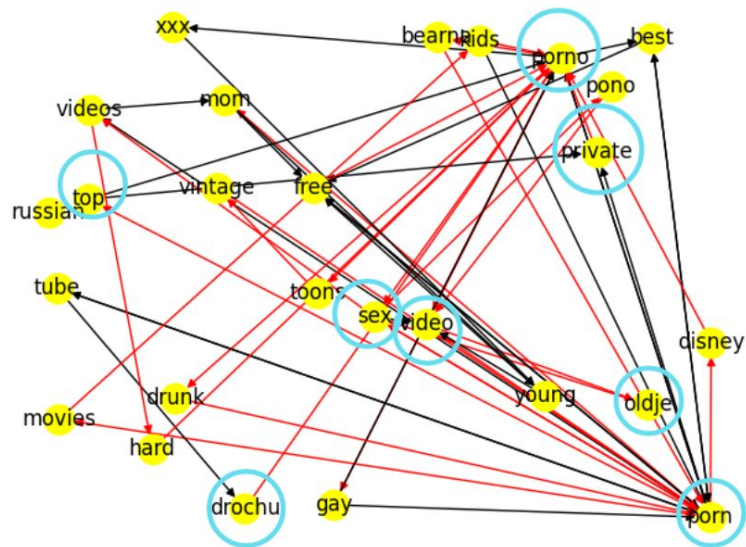 xxx
kids
porno
best
pono
videos
mom
private
vintage
free
top
russian
tube
toons
sex
video
disney
drunk
young
oldje
movies
hard
drochu
gay
porn